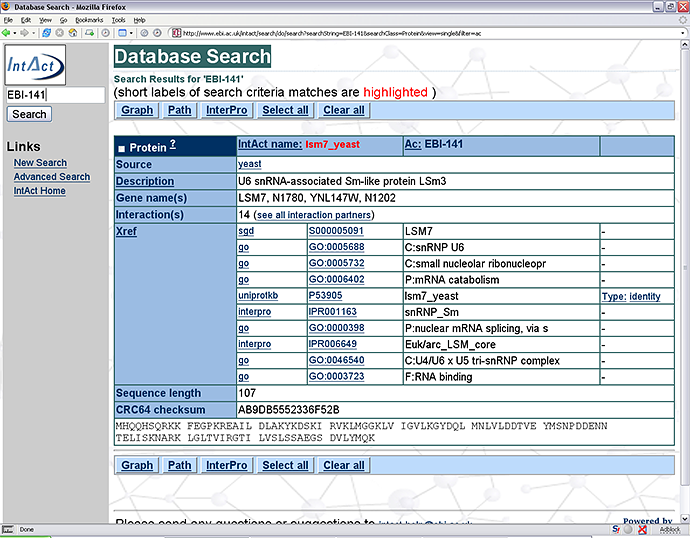 Database Search - Mozilla Firefox
File Edit View Go Bookmarks Tools Help
http://www.ebi.ac.uk/intact/search/do/search?searchString=EBI-141&searchClass=Protein&view=single&filter=ac
IntAct
EBI-141
Search
Links
New Search
Advanced Search
IntAct Home
Database Search
Search Results for 'EBI-141'
(short labels of search criteria matches are highlighted )
Graph Path InterPro Select all Clear all
Protein ? IntAct name: lsm7_yeast Ac: EBI-141
Source yeast
Description U6 snRNA-associated Sm-like protein LSm3
Gene name(s) LSM7, N1780, YNL147W, N1202
Interaction(s) 14 (see all interaction partners)
Xref sgd S000005091 LSM7 -
go GO:0005688 C:snRNP U6 -
go GO:0005732 C:small nucleolar ribonucleopr -
go GO:0006402 P:mRNA catabolism -
uniprotkb P53905 lsm7_yeast Type: identity
interpro IPR001163 snRNP_Sm -
go GO:0000398 P:nuclear mRNA splicing, via s -
interpro IPR006649 Euk/arc_LSM_core -
go GO:0046540 C:U4/U6 x U5 tri-snRNP complex -
go GO:0003723 F:RNA binding -
Sequence length 107
CRC64 checksum AB9DB5552336F52B
MHQQHSQRKK FEGPKREAIL DLAKYKDSKI RVKLMGGKLV IGVLKGYDQL MNLVLDDTVE YMSNPDDENN
TELISKNARK LGLTVIRGTI LVSLSSAEGS DVLYMQK
Graph Path InterPro Select all Clear all
Please send any questions or suggestions to intact-help@ebi.ac.uk
Powered by
Done
Adblock